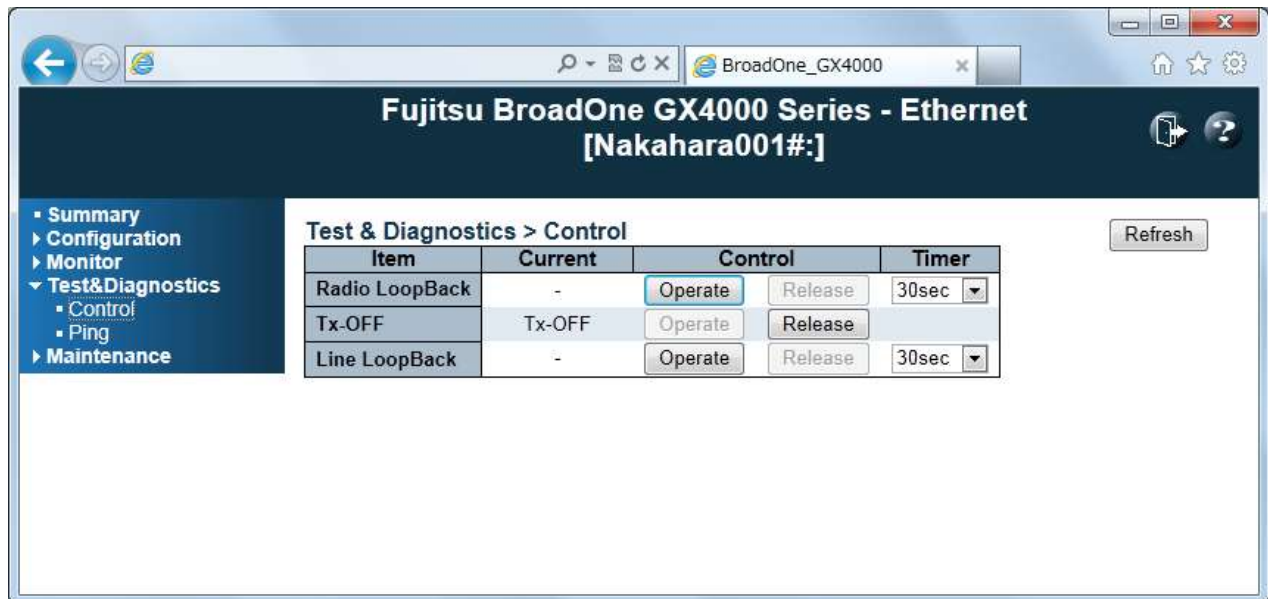 BroadOne_GX4000
Fujitsu BroadOne GX4000 Series - Ethernet
[Nakahara001#:]
Summary
Configuration
Monitor
Test&Diagnostics
Control
Ping
Maintenance
Test & Diagnostics > Control
Refresh
Item Current Control Timer
Radio LoopBack - Operate Release 30sec
Tx-OFF Tx-OFF Operate Release
Line LoopBack - Operate Release 30sec